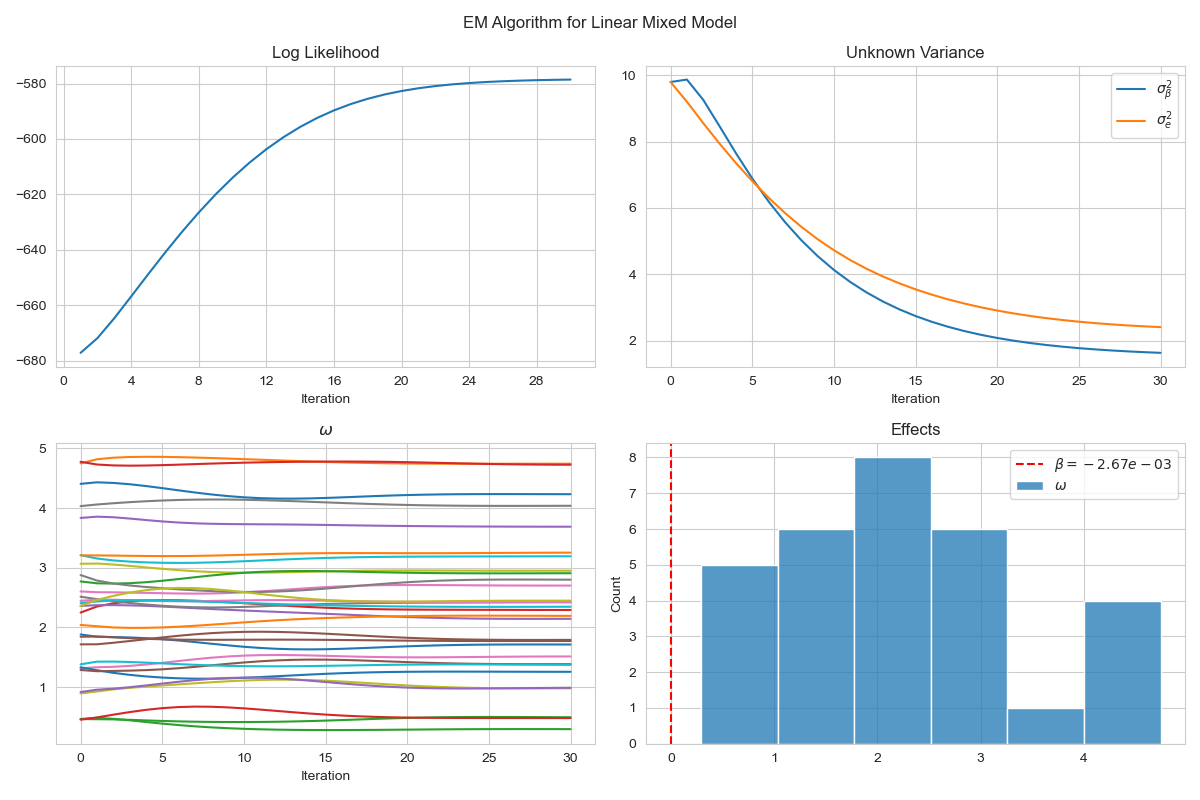 EM Algorithm for Linear Mixed Model
Log Likelihood
−580
−600
−620
−640
−660
−680
0 4 8 12 16 20 24 28
Iteration
Unknown Variance
10
8
6
4
2
σ²_β
σ²_e
0 5 10 15 20 25 30
Iteration
ω
5
4
3
2
1
0 5 10 15 20 25 30
Iteration
Effects
Count
8
7
6
5
4
3
2
1
0
β = −2.67e − 03
ω
0 1 2 3 4